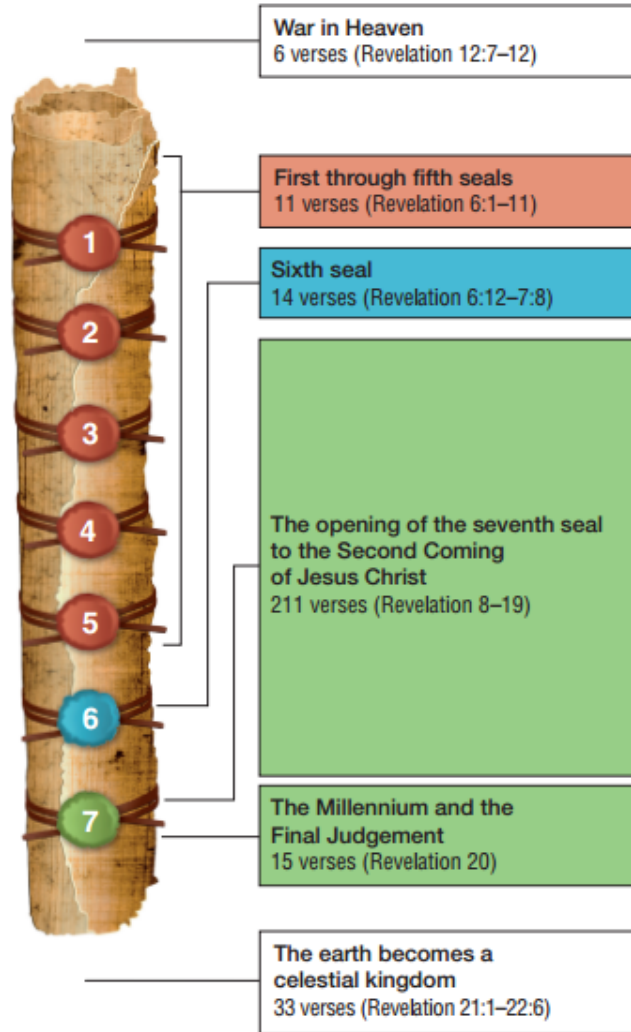 War in Heaven
6 verses (Revelation 12:7–12)
First through fifth seals
11 verses (Revelation 6:1–11)
1
Sixth seal
14 verses (Revelation 6:12–7:8)
2
3
4
The opening of the seventh seal
to the Second Coming
of Jesus Christ
211 verses (Revelation 8–19)
5
6
7
The Millennium and the
Final Judgement
15 verses (Revelation 20)
The earth becomes a
celestial kingdom
33 verses (Revelation 21:1–22:6)